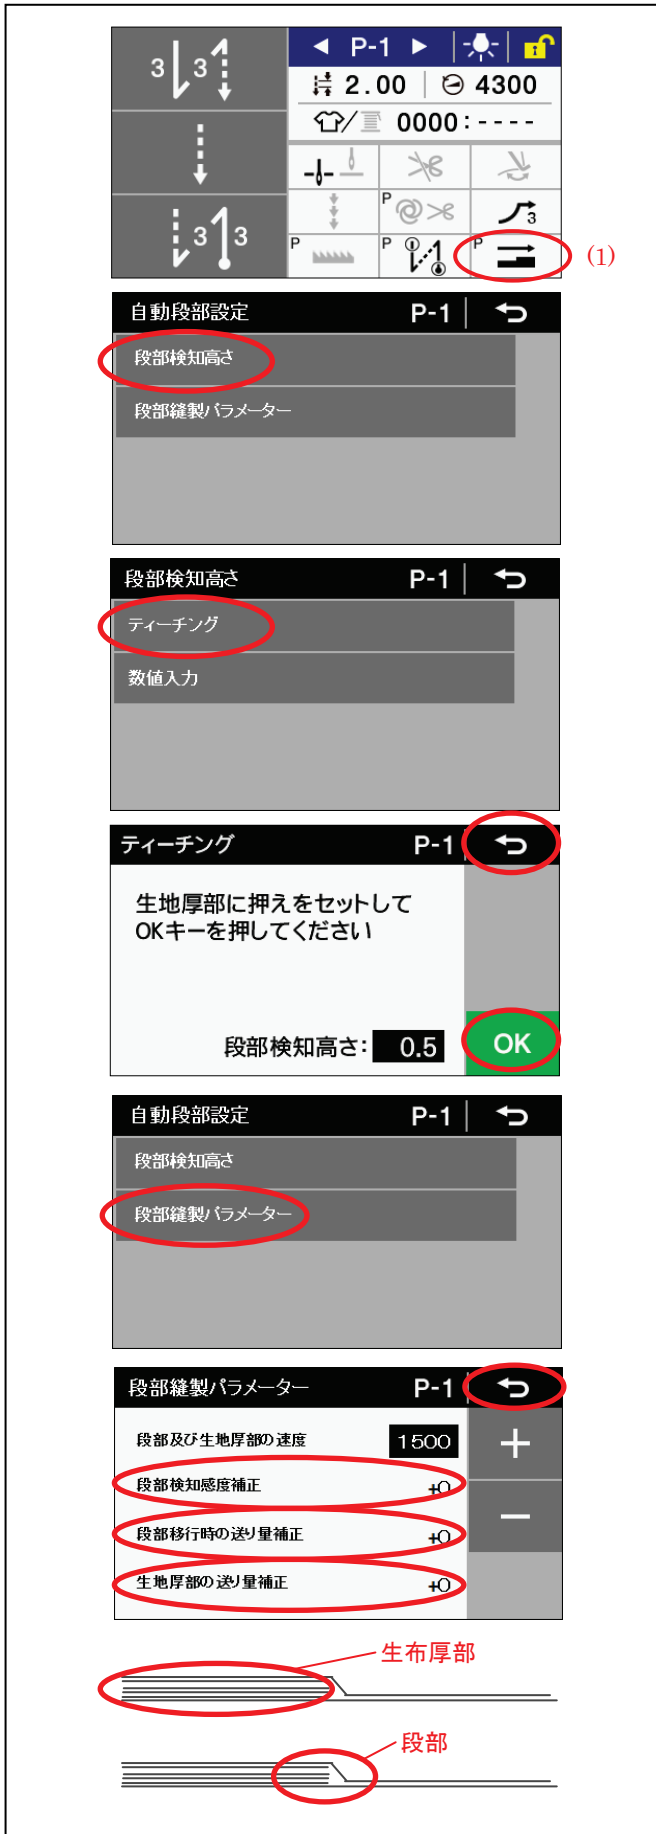 3 3
◀ P-1 ▶
2.00 4300
/ 0000:----
P
3 3
3
P P P
(1)
自動段部設定 P-1
段部検知高さ
段部縫製パラメーター
段部検知高さ P-1
ティーチング
数値入力
ティーチング P-1
生地厚部に押えをセットして
OKキーを押してください
段部検知高さ: 0.5 OK
自動段部設定 P-1
段部検知高さ
段部縫製パラメーター
段部縫製パラメーター P-1
段部及び生地厚部の速度 1500 +
段部検知感度補正 +0
段部移行時の送り量補正 +0 −
生地厚部の送り量補正 +0
生布厚部
段部